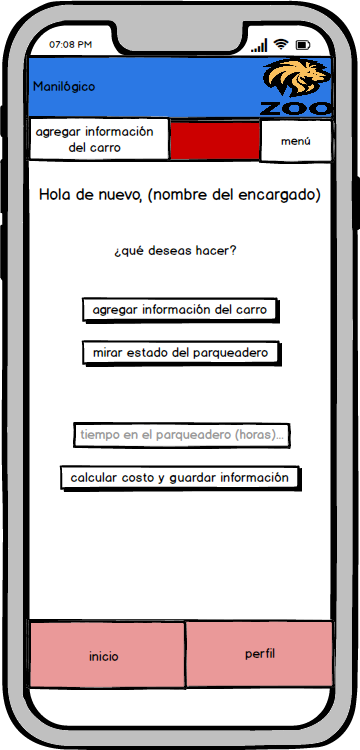 07:08 PM
Manilógico
ZOO
agregar información
del carro
menú
Hola de nuevo, (nombre del encargado)
¿qué deseas hacer?
agregar información del carro
mirar estado del parqueadero
tiempo en el parqueadero (horas)...
calcular costo y guardar información
inicio
perfil